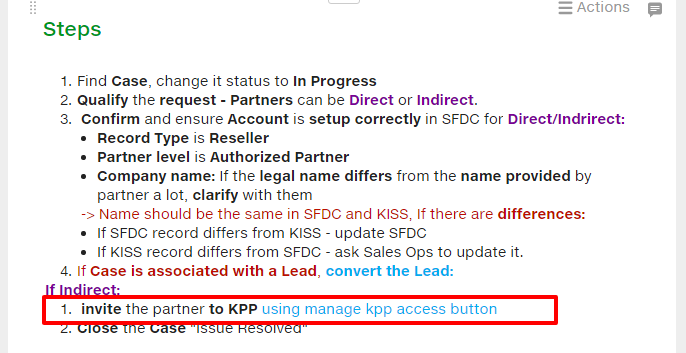 Actions
Steps
1. Find Case, change it status to In Progress
2. Qualify the request - Partners can be Direct or Indirect.
3. Confirm and ensure Account is setup correctly in SFDC for Direct/Indrirect:
• Record Type is Reseller
• Partner level is Authorized Partner
• Company name: If the legal name differs from the name provided by
partner a lot, clarify with them
-> Name should be the same in SFDC and KISS, If there are differences:
• If SFDC record differs from KISS - update SFDC
• If KISS record differs from SFDC - ask Sales Ops to update it.
4. If Case is associated with a Lead, convert the Lead:
If Indirect:
1. invite the partner to KPP using manage kpp access button
2. Close the Case "Issue Resolved"